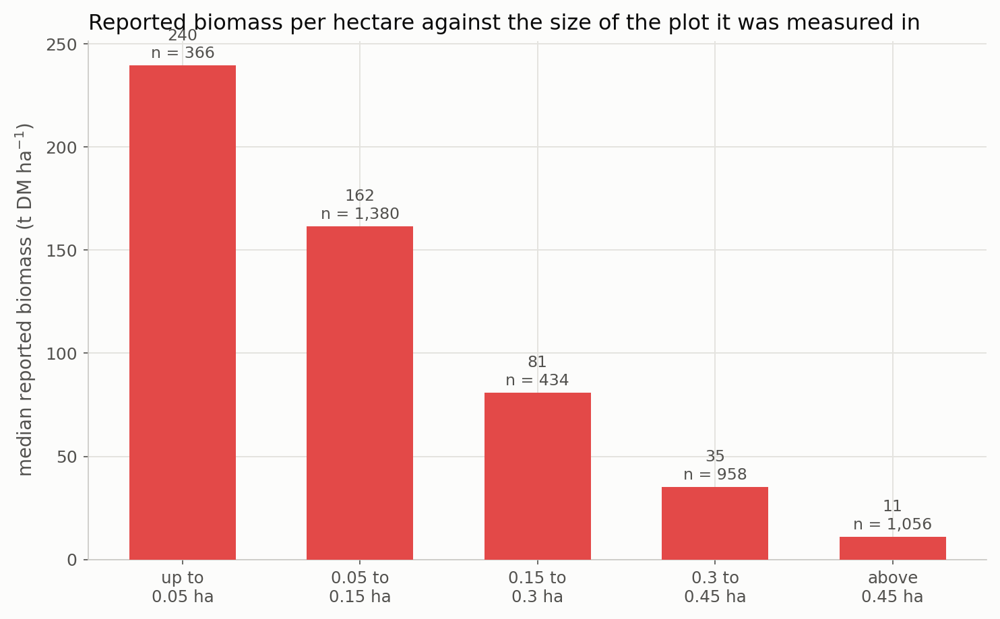 Reported biomass per hectare against the size of the plot it was measured in
median reported biomass (t DM ha⁻¹)
250
200
150
100
50
0
240
n = 366
162
n = 1,380
81
n = 434
35
n = 958
11
n = 1,056
up to
0.05 ha
0.05 to
0.15 ha
0.15 to
0.3 ha
0.3 to
0.45 ha
above
0.45 ha